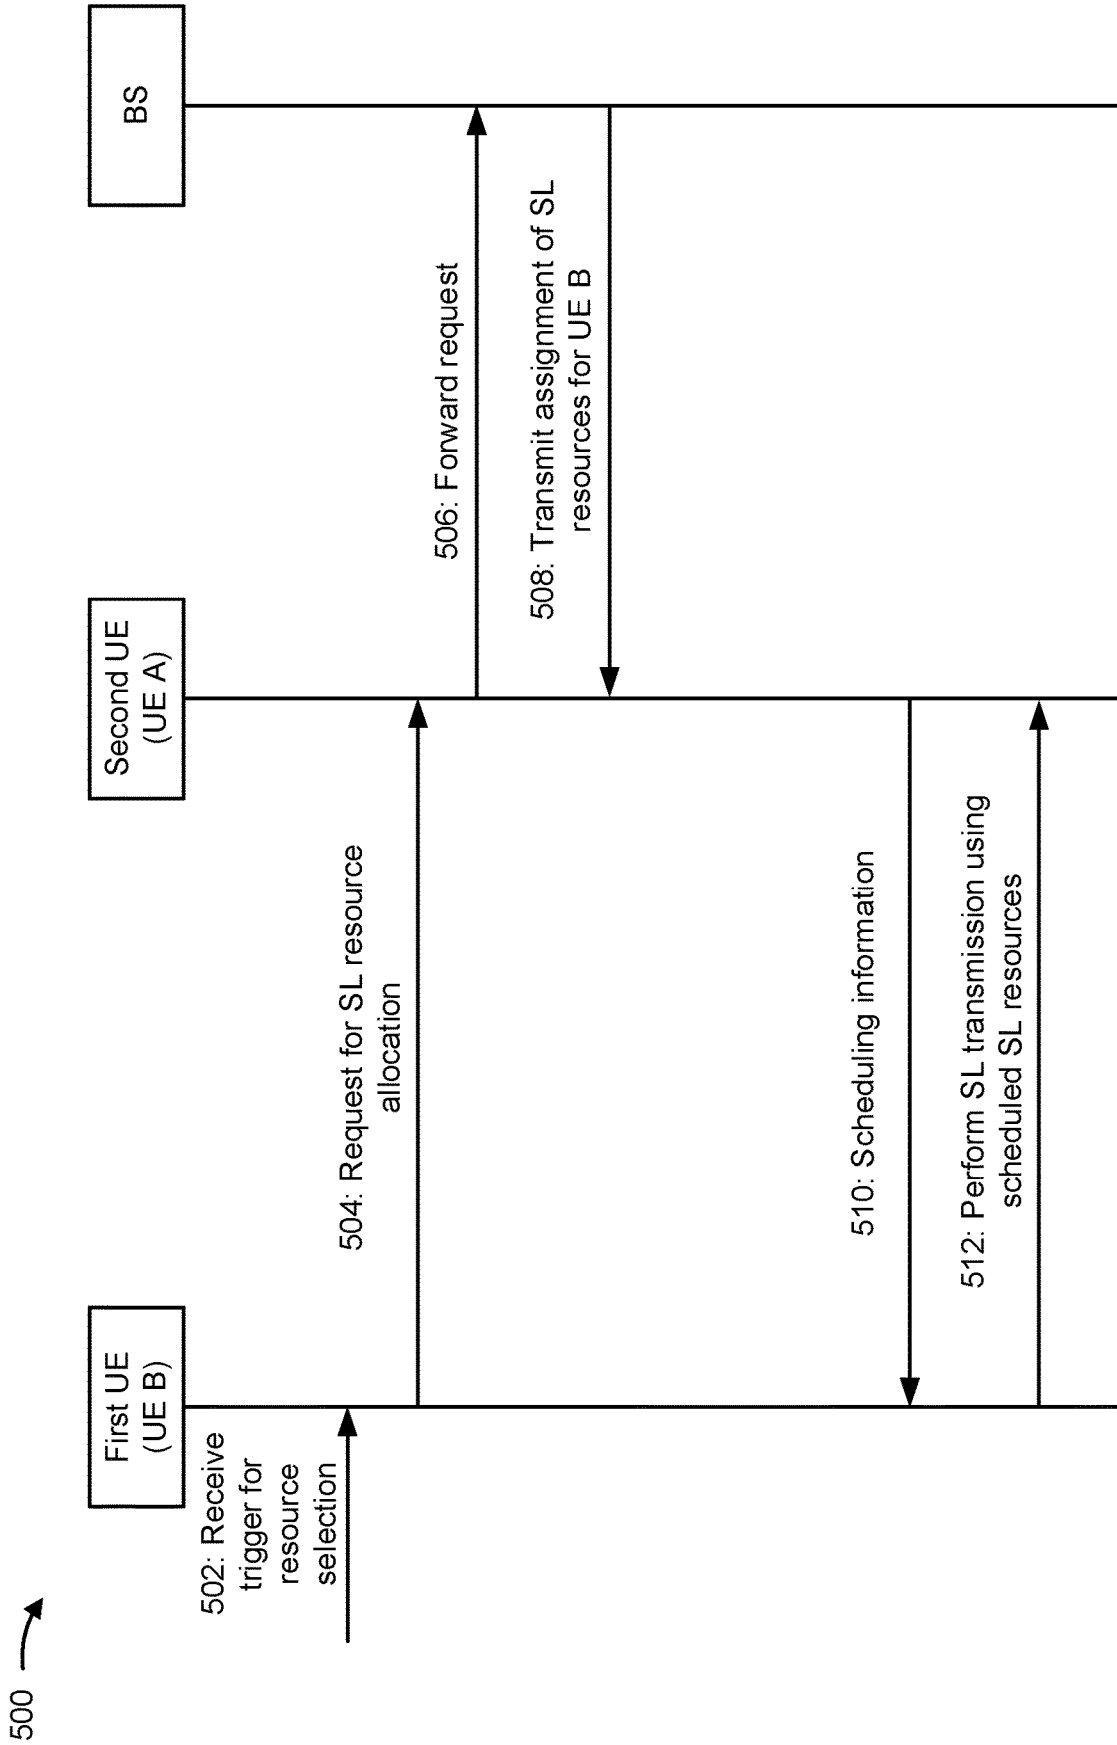 500
First UE
(UE B)
Second UE
(UE A)
BS
502: Receive
trigger for
resource
selection
504: Request for SL resource
allocation
506: Forward request
508: Transmit assignment of SL
resources for UE B
510: Scheduling information
512: Perform SL transmission using
scheduled SL resources